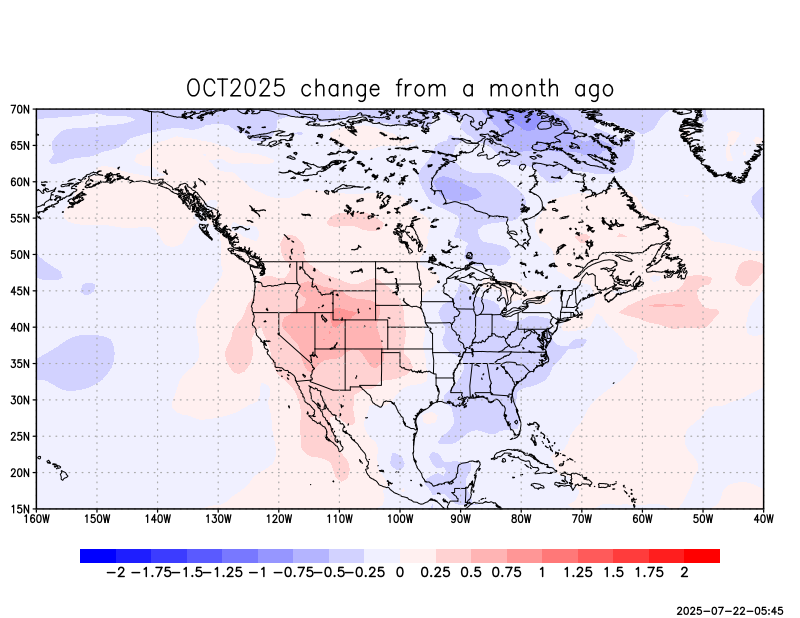 OCT2025 change from a month ago
70N
65N
60N
55N
50N
45N
40N
35N
30N
25N
20N
15N
160W 150W 140W 130W 120W 110W 100W 90W 80W 70W 60W 50W 40W
−2 −1.75 −1.5 −1.25 −1 −0.75 −0.5 −0.25 0 0.25 0.5 0.75 1 1.25 1.5 1.75 2
2025-07-22-05:45